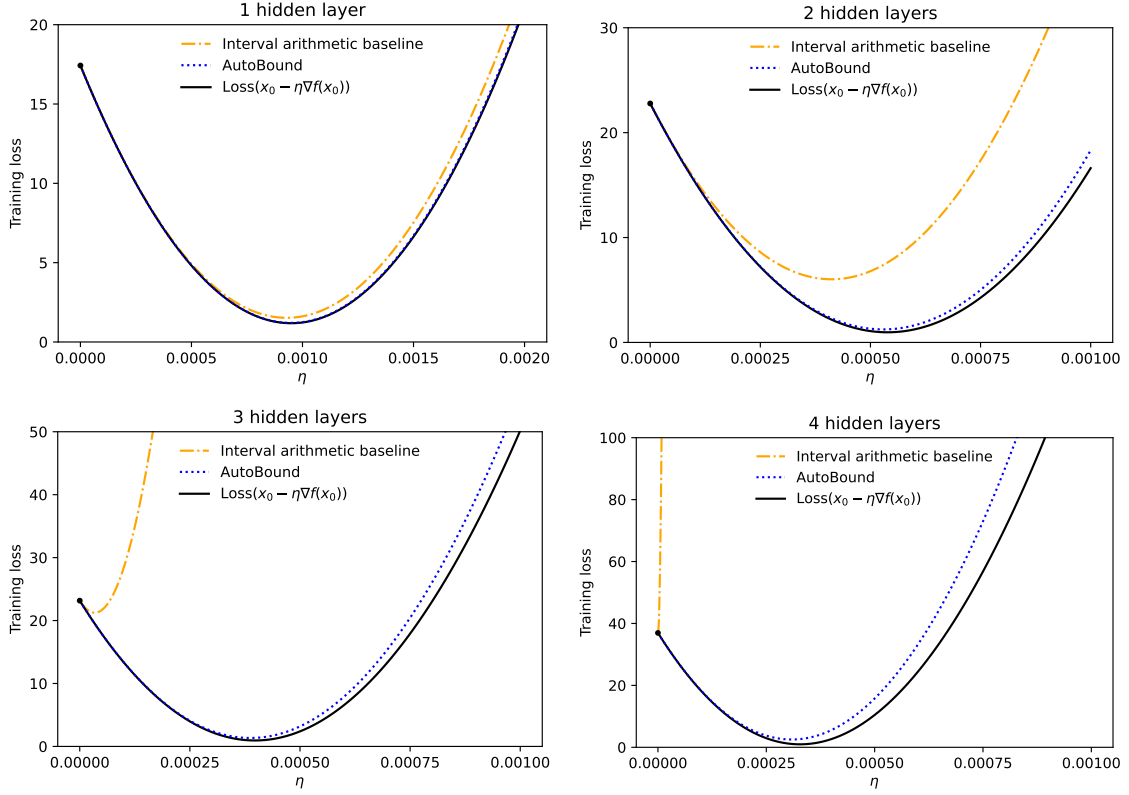 1 hidden layer
20
15
10
5
0
Training loss
Interval arithmetic baseline
AutoBound
Loss(x₀ − η∇f(x₀))
0.0000
0.0005
0.0010
0.0015
0.0020
η
2 hidden layers
30
20
10
0
Training loss
Interval arithmetic baseline
AutoBound
Loss(x₀ − η∇f(x₀))
0.00000
0.00025
0.00050
0.00075
0.00100
η
3 hidden layers
50
40
30
20
10
0
Training loss
Interval arithmetic baseline
AutoBound
Loss(x₀ − η∇f(x₀))
0.00000
0.00025
0.00050
0.00075
0.00100
η
4 hidden layers
100
80
60
40
20
0
Training loss
Interval arithmetic baseline
AutoBound
Loss(x₀ − η∇f(x₀))
0.00000
0.00025
0.00050
0.00075
0.00100
η